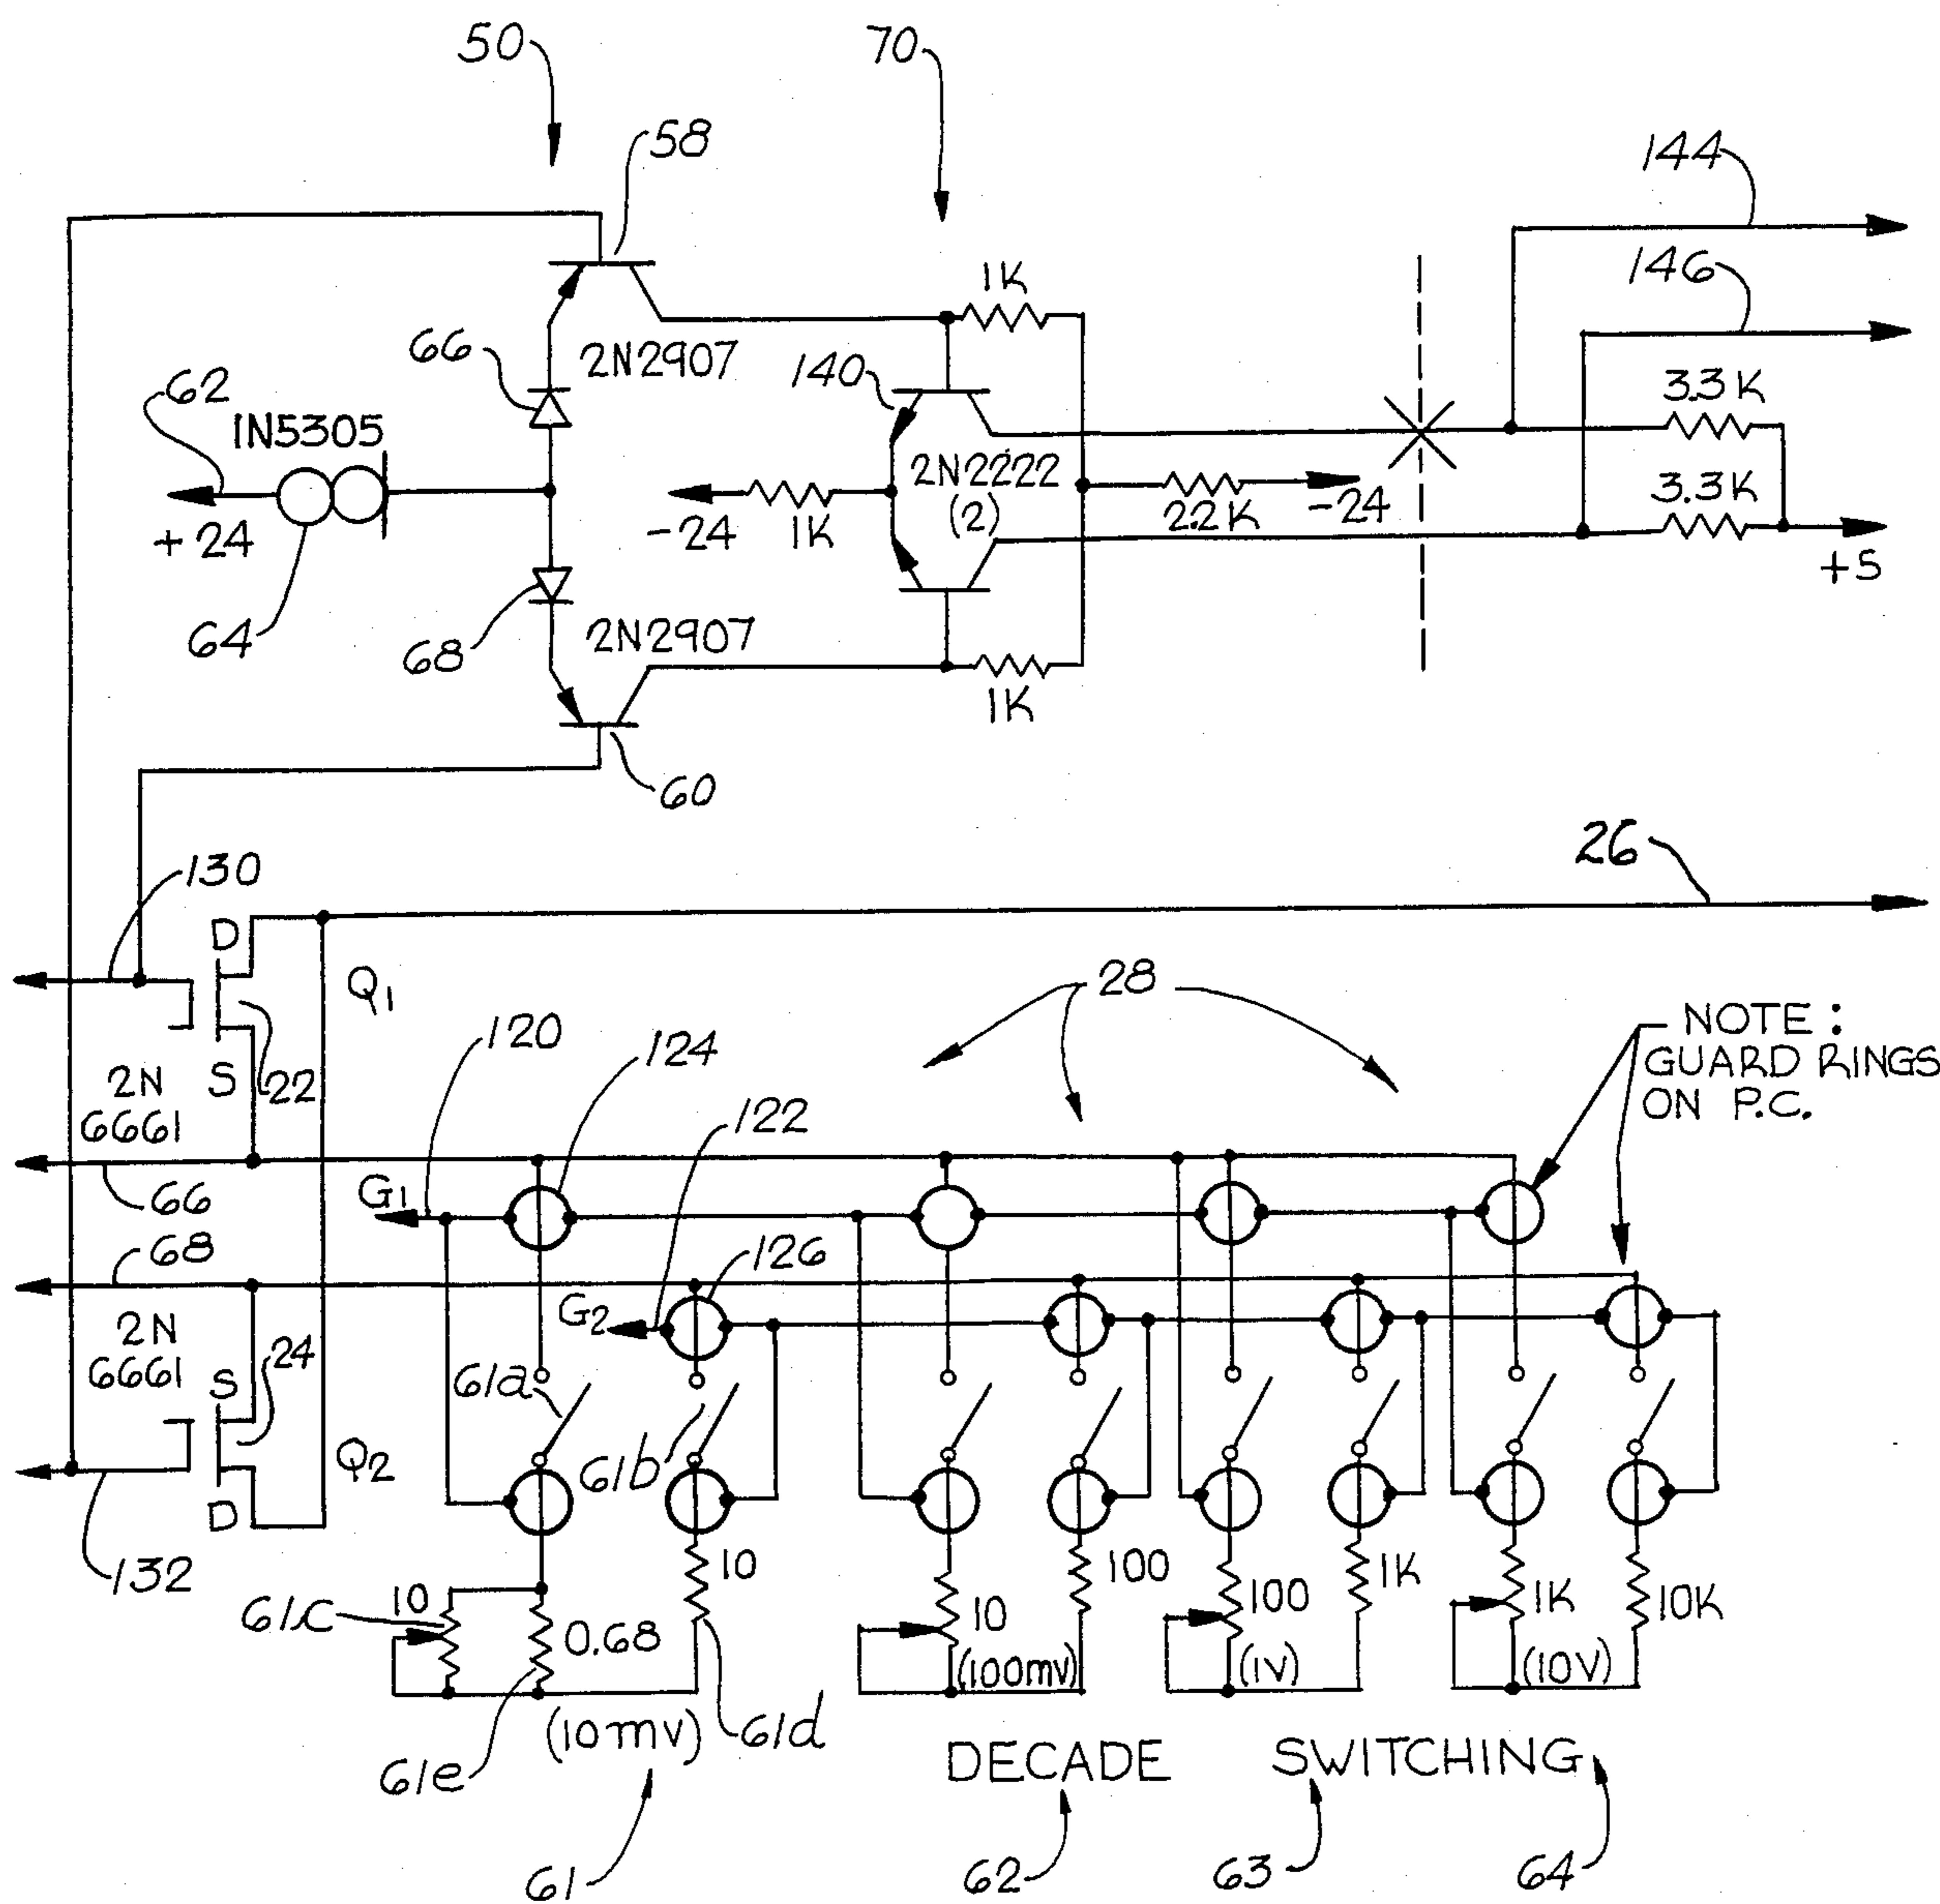 50
70
58
144
146
1K
66
2N2907
140
3.3K
62
1N5305
2N2222
(2)
3.3K
+24
-24
1K
2.2K
-24
+5
64
68
2N2907
1K
60
26
130
D
Q1
28
NOTE:
GUARD RINGS
ON P.C.
120
124
2N
6661
S
22
122
66
G1
68
126
G2
2N
6661
24
S
61a
61b
Q2
D
132
61c
10
0.68
10
10
(100mv)
100
100
(1V)
1K
1K
(10V)
10K
(10mv)
61d
61e
DECADE SWITCHING
61
62
63
64